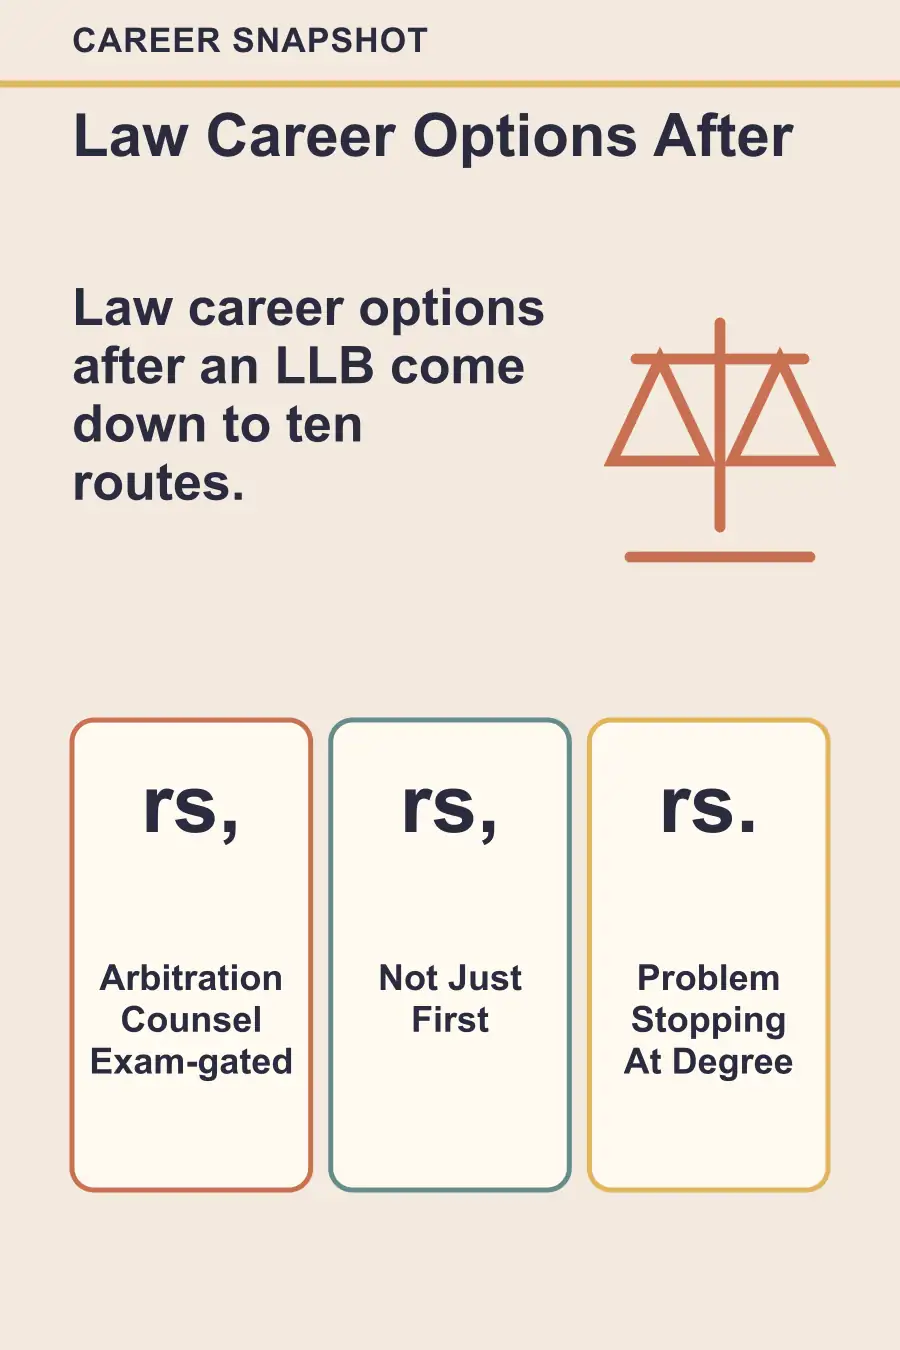 CAREER SNAPSHOT
Law Career Options After
Law career options
after an LLB come
down to ten
routes.
rs,
Arbitration
Counsel
Exam-gated
rs,
Not Just
First
rs.
Problem
Stopping
At Degree